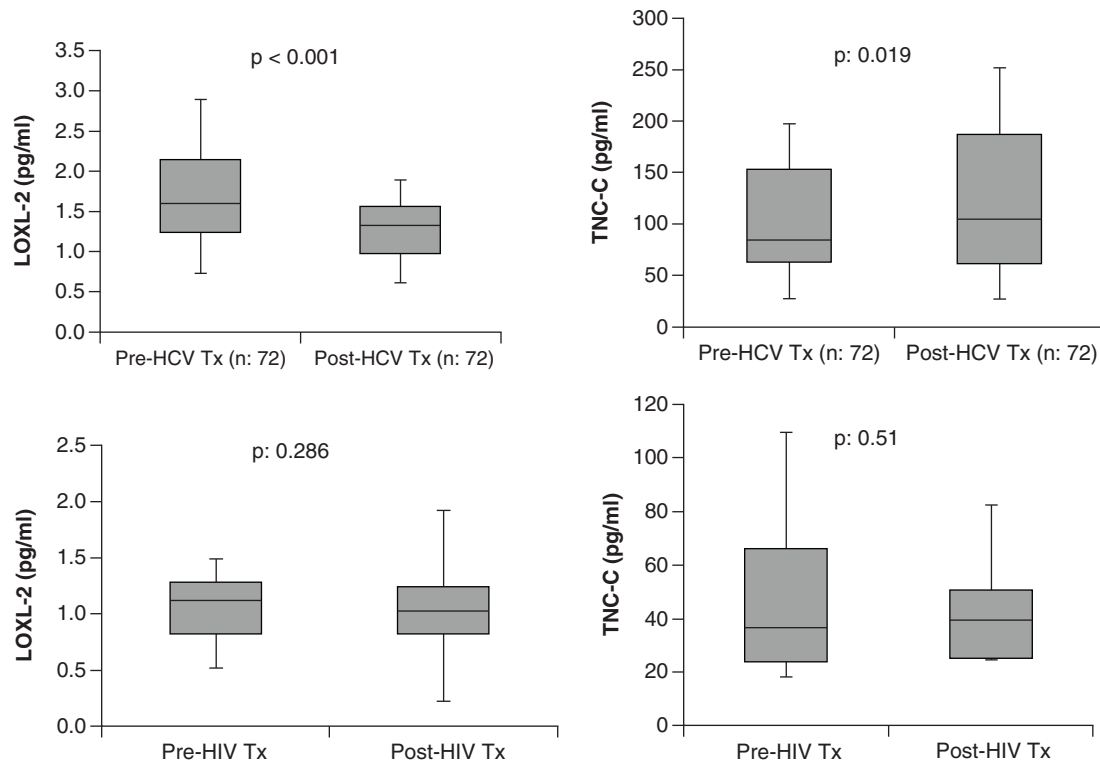 LOXL-2 (pg/ml)
3.5
3.0
2.5
2.0
1.5
1.0
0.5
0.0
p < 0.001
Pre-HCV Tx (n: 72)
Post-HCV Tx (n: 72)
TNC-C (pg/ml)
300
250
200
150
100
50
0
p: 0.019
Pre-HCV Tx (n: 72)
Post-HCV Tx (n: 72)
LOXL-2 (pg/ml)
2.5
2.0
1.5
1.0
0.5
0.0
p: 0.286
Pre-HIV Tx
Post-HIV Tx
TNC-C (pg/ml)
120
100
80
60
40
20
0
p: 0.51
Pre-HIV Tx
Post-HIV Tx